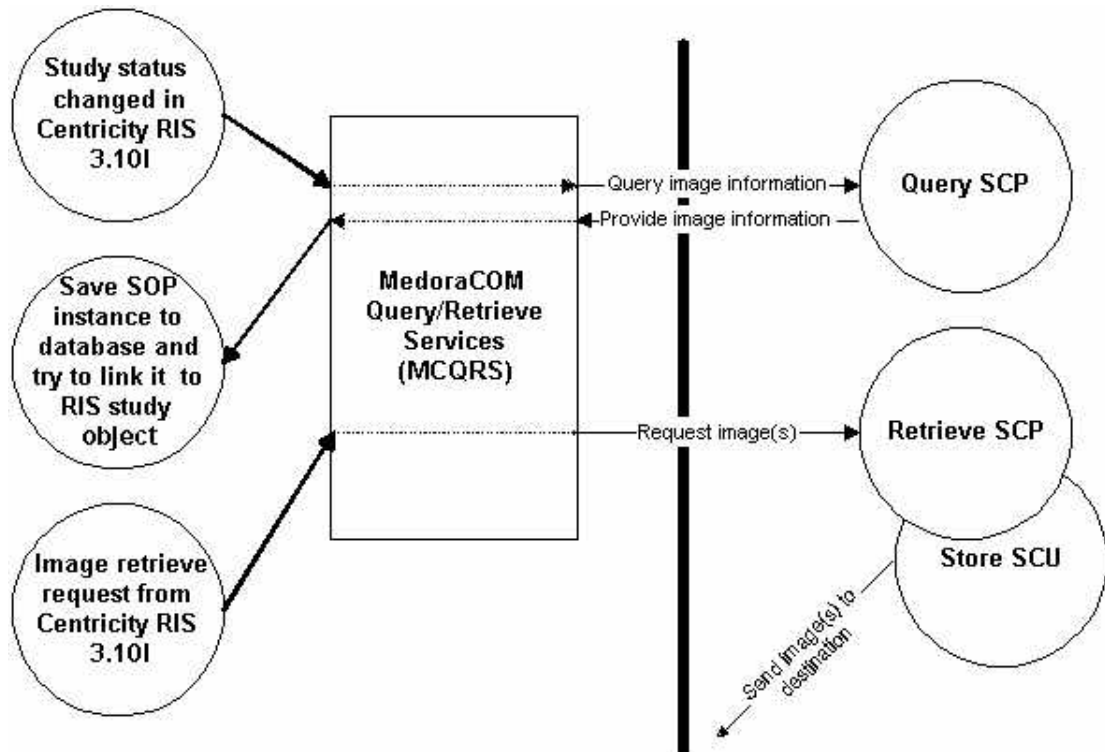 Study status
changed in
Centricity RIS
3.10I
Save SOP
instance to
database and
try to link it to
RIS study
object
Image retrieve
request from
Centricity RIS
3.10I
MedoraCOM
Query/Retrieve
Services
(MCQRS)
Query image information
Provide image information
Request image(s)
Query SCP
Retrieve SCP
Store SCU
Send image(s) to
destination